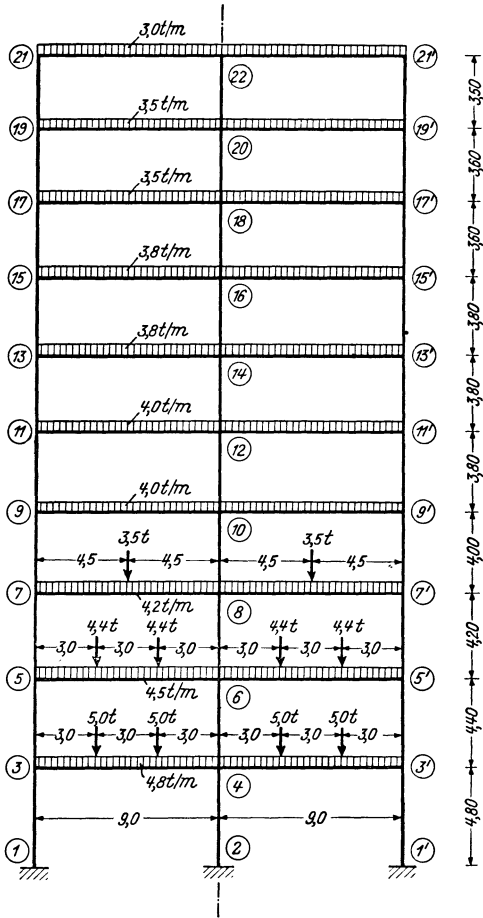 3,0t/m
21 22 21'
3,50
3,5t/m
19 20 19'
3,60
3,5t/m
17 18 17'
3,60
3,8t/m
15 16 15'
3,80
3,8t/m
13 14 13'
3,80
4,0t/m
11 12 11'
3,80
4,0t/m
9 10 9'
4,00
3,5t 3,5t
4,5 4,5 4,5 4,5
7 8 7'
4,2t/m
4,20
4,4t 4,4t 4,4t 4,4t
3,0 3,0 3,0 3,0 3,0 3,0
5 6 5'
4,5t/m
4,40
5,0t 5,0t 5,0t 5,0t
3,0 3,0 3,0 3,0 3,0 3,0
3 4 3'
4,8t/m
4,80
9,0 9,0
1 2 1'